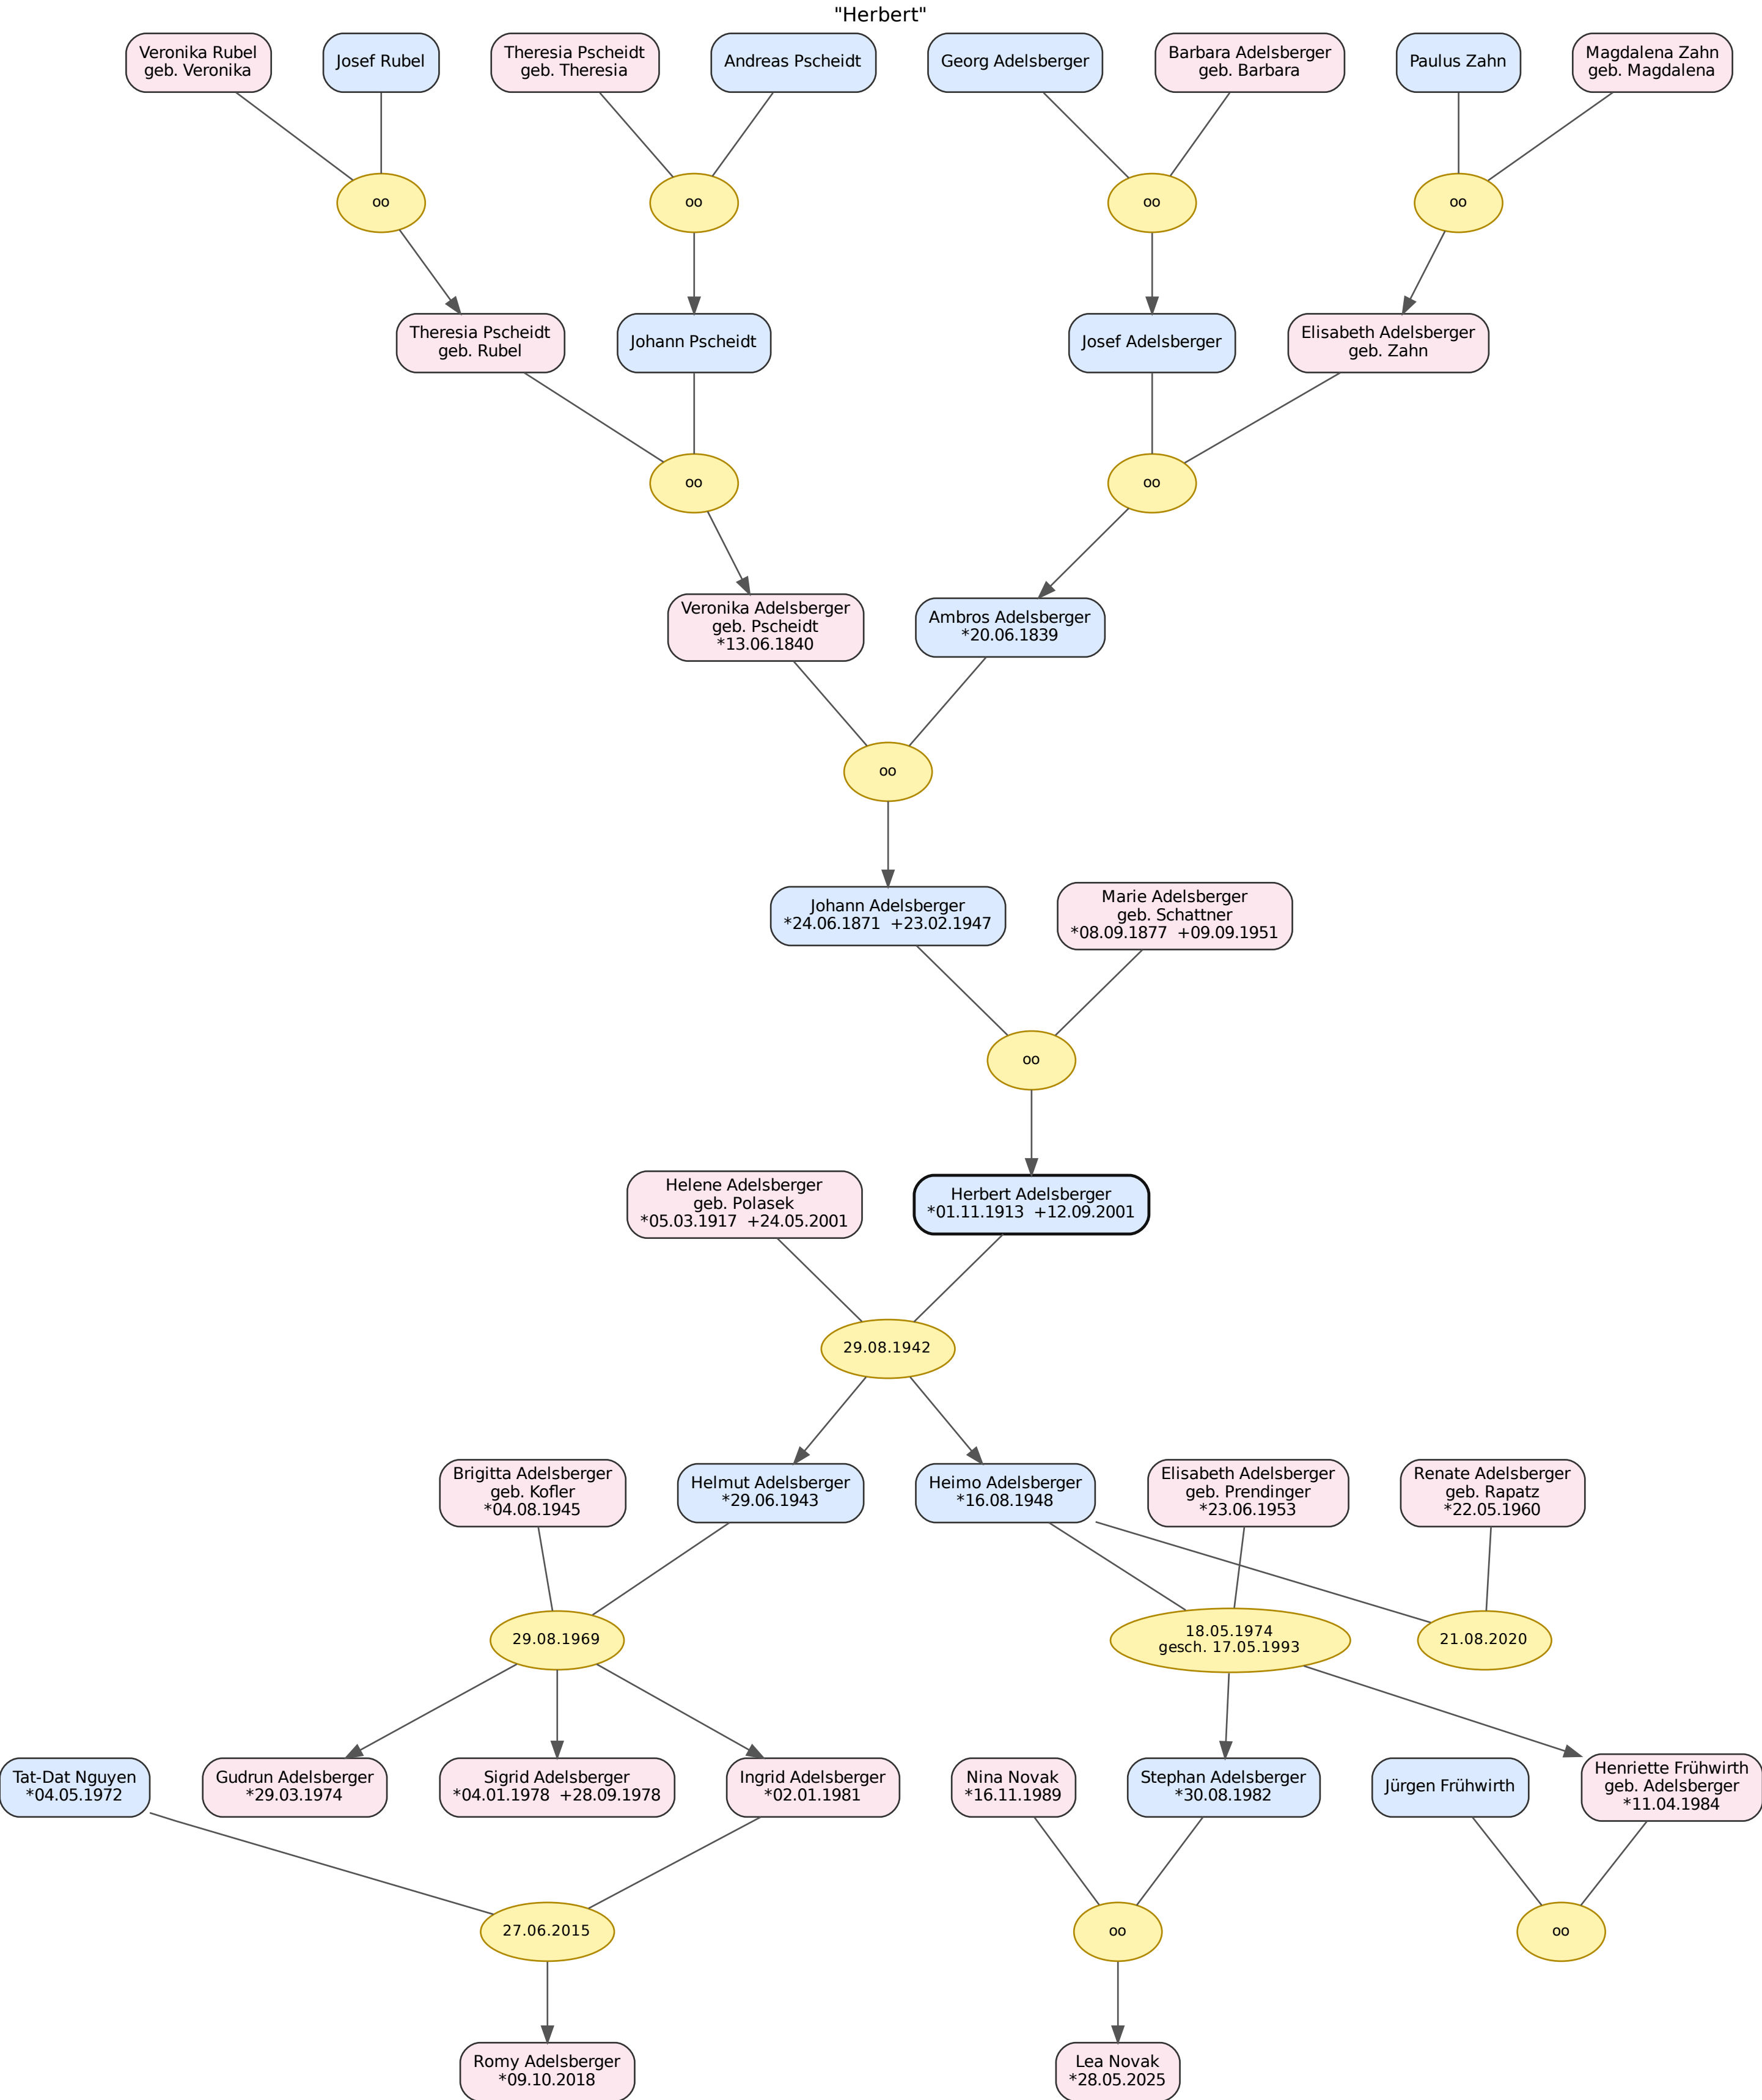 "Herbert"
Veronika Rubel
geb. Veronika
Josef Rubel
Theresia Pscheidt
geb. Theresia
Andreas Pscheidt
Georg Adelsberger
Barbara Adelsberger
geb. Barbara
Paulus Zahn
Magdalena Zahn
geb. Magdalena
oo
oo
oo
oo
Theresia Pscheidt
geb. Rubel
Johann Pscheidt
Josef Adelsberger
Elisabeth Adelsberger
geb. Zahn
oo
oo
Veronika Adelsberger
geb. Pscheidt
*13.06.1840
Ambros Adelsberger
*20.06.1839
oo
Johann Adelsberger
*24.06.1871 +23.02.1947
Marie Adelsberger
geb. Schattner
*08.09.1877 +09.09.1951
oo
Helene Adelsberger
geb. Polasek
*05.03.1917 +24.05.2001
Herbert Adelsberger
*01.11.1913 +12.09.2001
29.08.1942
Brigitta Adelsberger
geb. Kofler
*04.08.1945
Helmut Adelsberger
*29.06.1943
Heimo Adelsberger
*16.08.1948
Elisabeth Adelsberger
geb. Prendinger
*23.06.1953
Renate Adelsberger
geb. Rapatz
*22.05.1960
29.08.1969
18.05.1974
gesch. 17.05.1993
21.08.2020
Tat-Dat Nguyen
*04.05.1972
Gudrun Adelsberger
*29.03.1974
Sigrid Adelsberger
*04.01.1978 +28.09.1978
Ingrid Adelsberger
*02.01.1981
Nina Novak
*16.11.1989
Stephan Adelsberger
*30.08.1982
Jürgen Frühwirth
Henriette Frühwirth
geb. Adelsberger
*11.04.1984
27.06.2015
oo
oo
Romy Adelsberger
*09.10.2018
Lea Novak
*28.05.2025